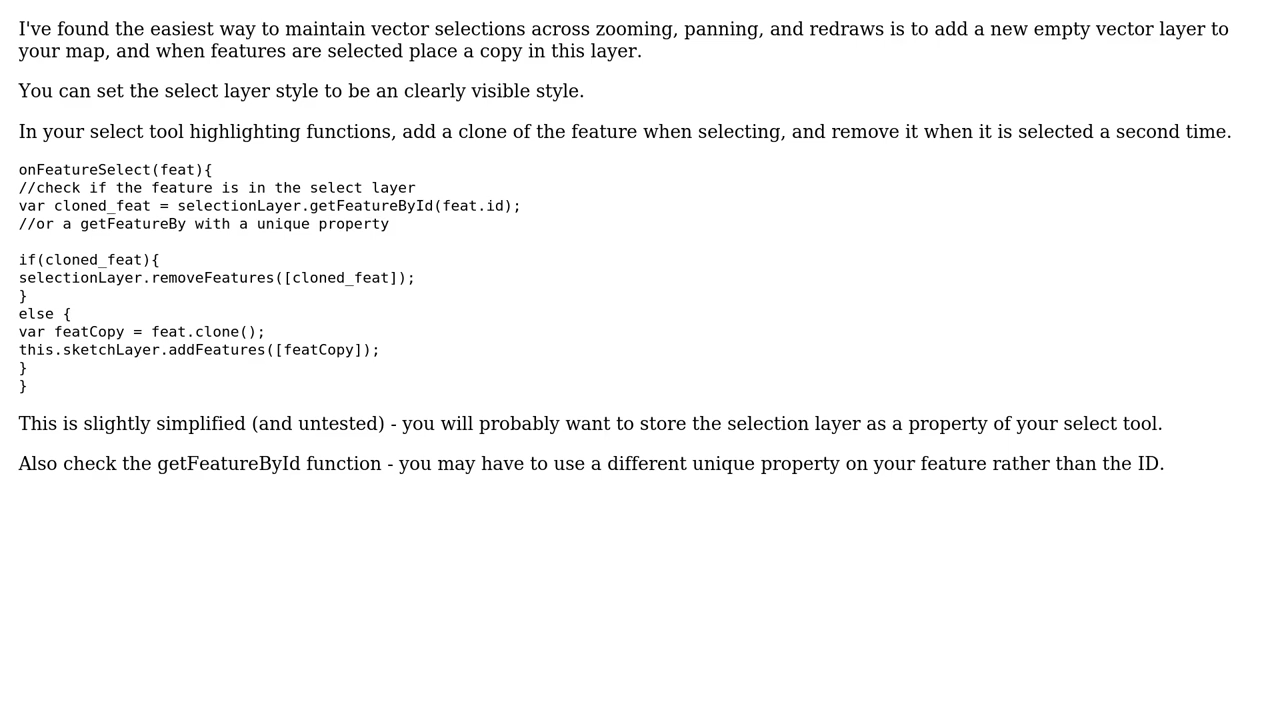 I've found the easiest way to maintain vector selections across zooming, panning, and redraws is to add a new empty vector layer to
your map, and when features are selected place a copy in this layer.
You can set the select layer style to be an clearly visible style.
In your select tool highlighting functions, add a clone of the feature when selecting, and remove it when it is selected a second time.
onFeatureSelect(feat){
//check if the feature is in the select layer
var cloned_feat = selectionLayer.getFeatureById(feat.id);
//or a getFeatureBy with a unique property
if(cloned_feat){
selectionLayer.removeFeatures([cloned_feat]);
}
else {
var featCopy = feat.clone();
this.sketchLayer.addFeatures([featCopy]);
}
}
This is slightly simplified (and untested) - you will probably want to store the selection layer as a property of your select tool.
Also check the getFeatureById function - you may have to use a different unique property on your feature rather than the ID.